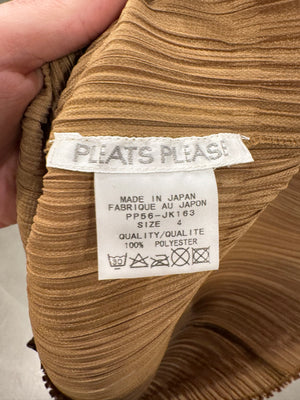 PLEATS PLEASE
MADE IN JAPAN
FABRIQUE AU JAPON
PP56-JK163
SIZE 4
QUALITY/QUALITE
100% POLYESTER